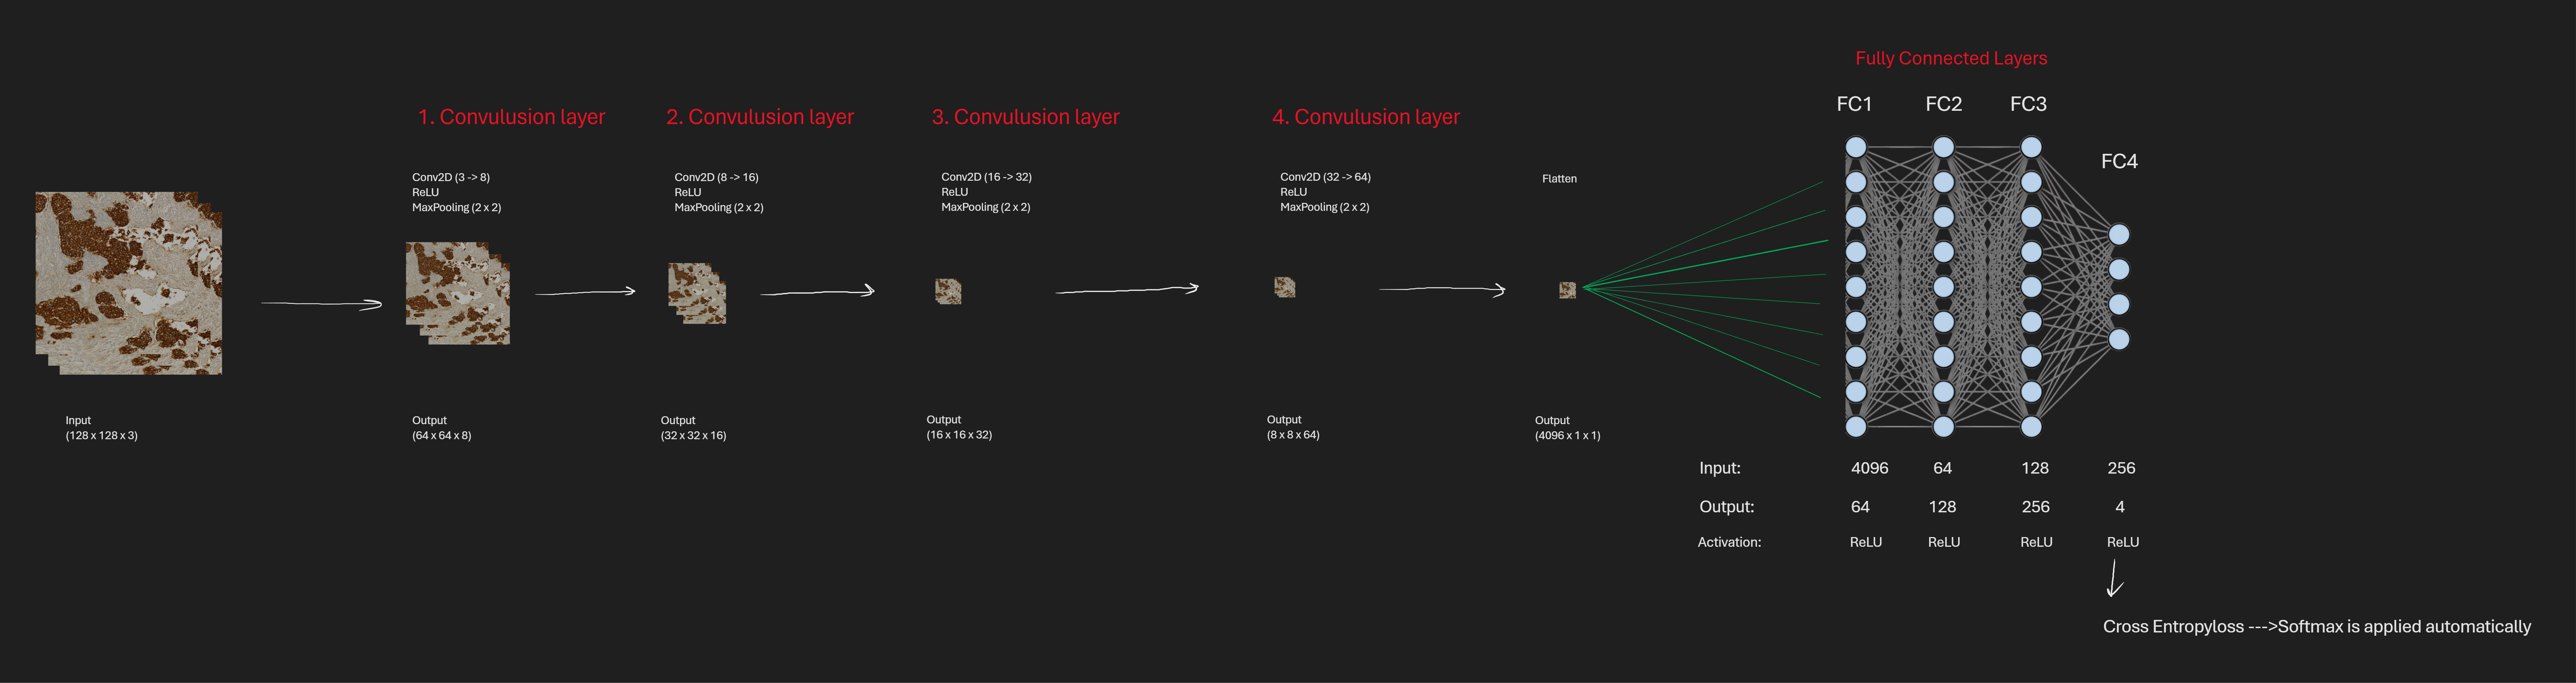 Fully Connected Layers
FC1 FC2 FC3
FC4
1. Convulusion layer
2. Convulusion layer
3. Convulusion layer
4. Convulusion layer
Conv2D (3 -> 8)
ReLU
MaxPooling (2 x 2)
Conv2D (8 -> 16)
ReLU
MaxPooling (2 x 2)
Conv2D (16 -> 32)
ReLU
MaxPooling (2 x 2)
Conv2D (32 -> 64)
ReLU
MaxPooling (2 x 2)
Flatten
Input
(128 x 128 x 3)
Output
(64 x 64 x 8)
Output
(32 x 32 x 16)
Output
(16 x 16 x 32)
Output
(8 x 8 x 64)
Output
(4096 x 1 x 1)
Input: 4096 64 128 256
Output: 64 128 256 4
Activation: ReLU ReLU ReLU ReLU
Cross Entropyloss --->Softmax is applied automatically